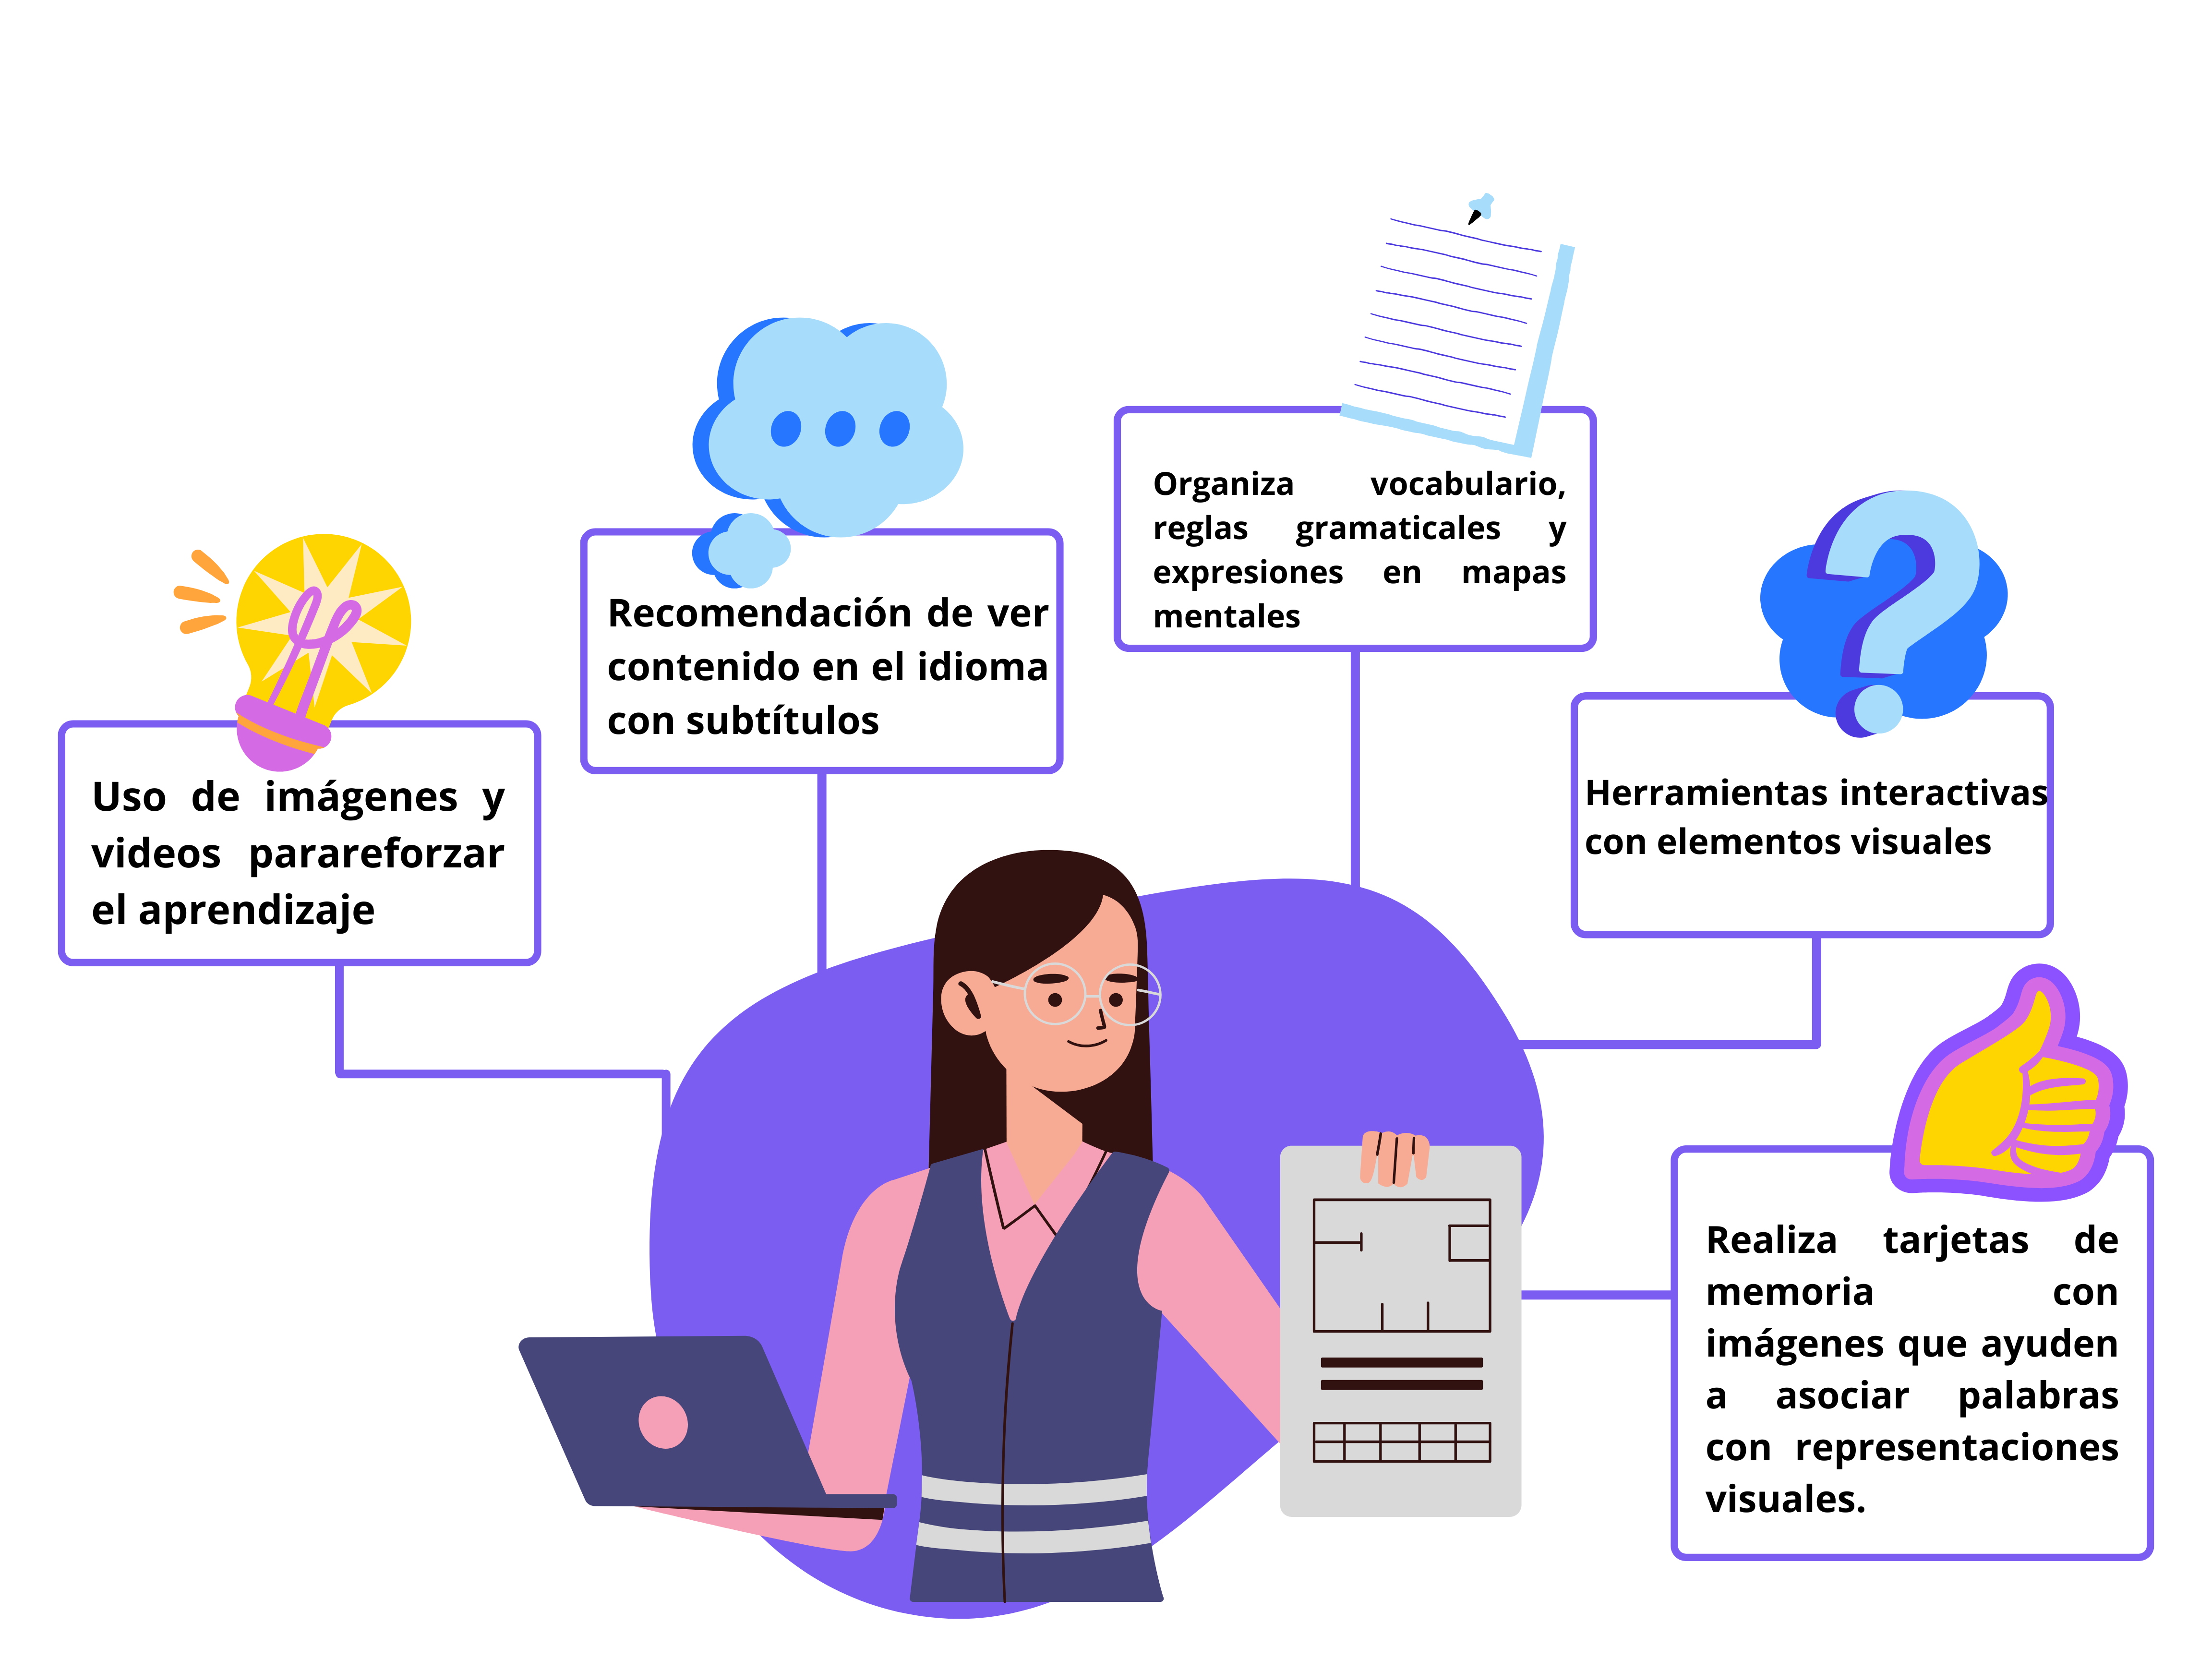 Uso de imágenes y
videos parareforzar
el aprendizaje
Recomendación de ver
contenido en el idioma
con subtítulos
Organiza vocabulario,
reglas gramaticales y
expresiones en mapas
mentales
Herramientas interactivas
con elementos visuales
Realiza tarjetas de
memoria con
imágenes que ayuden
a asociar palabras
con representaciones
visuales.